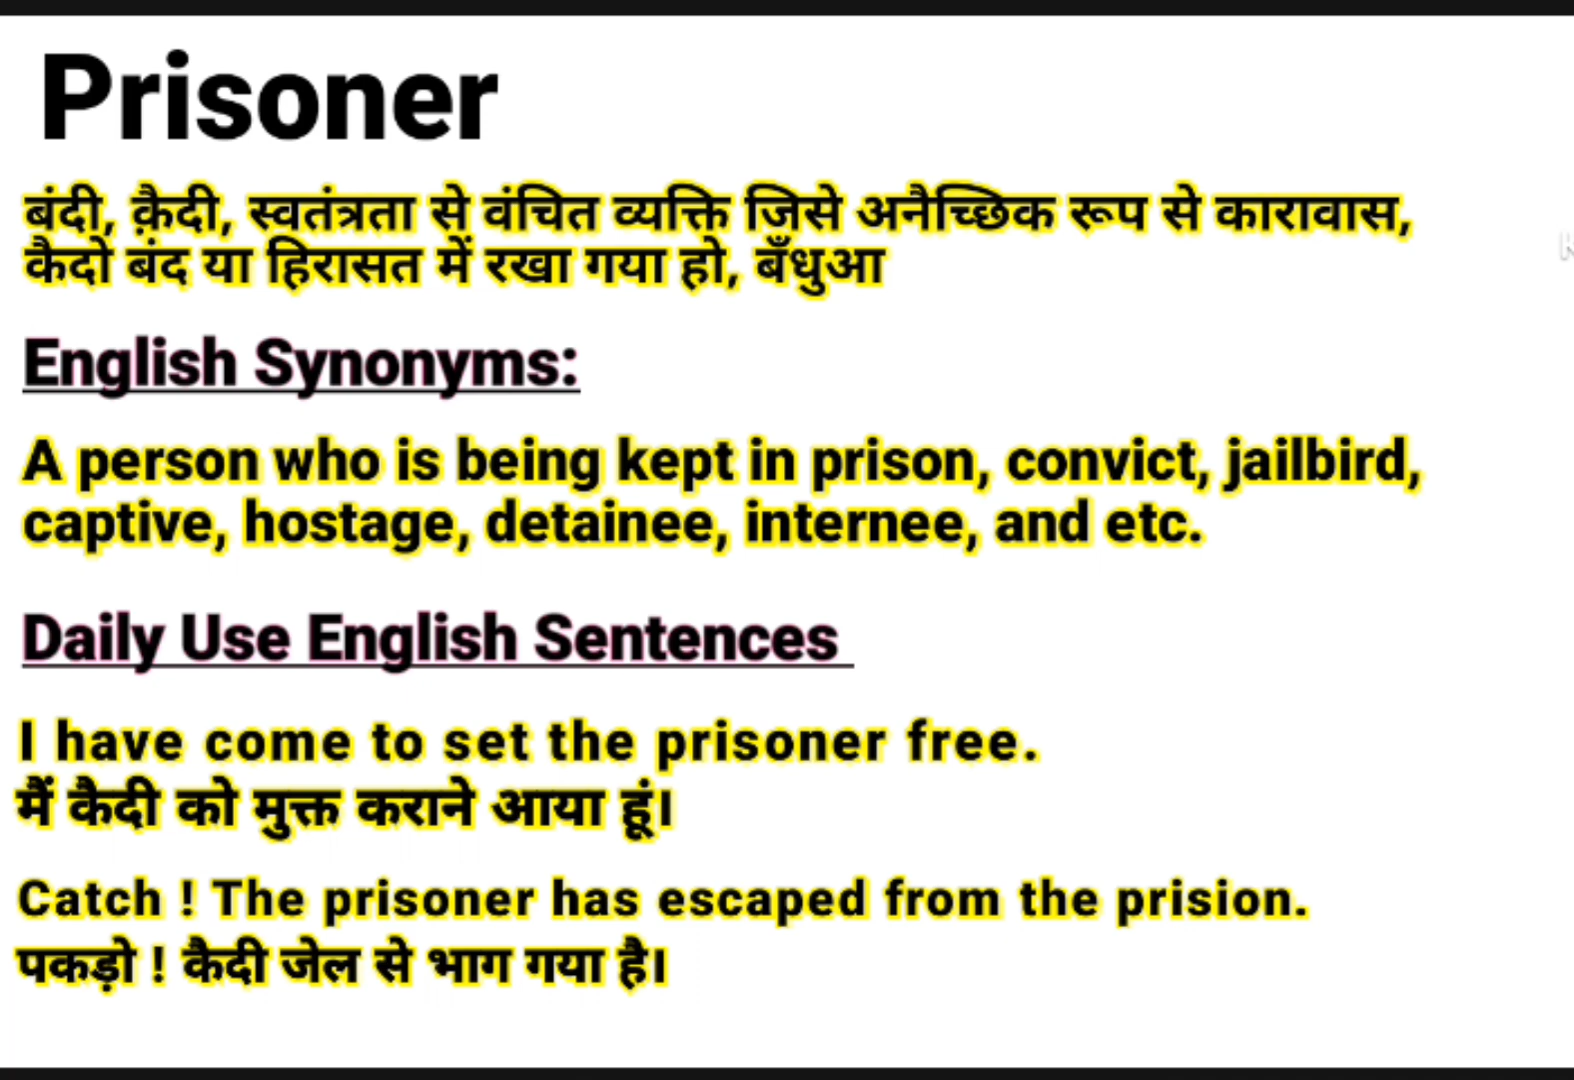 Prisoner
बंदी, क़ैदी, स्वतंत्रता से वंचित व्यक्ति जिसे अनैच्छिक रूप से कारावास,
कैदो बंद या हिरासत में रखा गया हो, बँधुआ
English Synonyms:
A person who is being kept in prison, convict, jailbird,
captive, hostage, detainee, internee, and etc.
Daily Use English Sentences
I have come to set the prisoner free.
मैं कैदी को मुक्त कराने आया हूं।
Catch ! The prisoner has escaped from the prision.
पकड़ो ! कैदी जेल से भाग गया है।